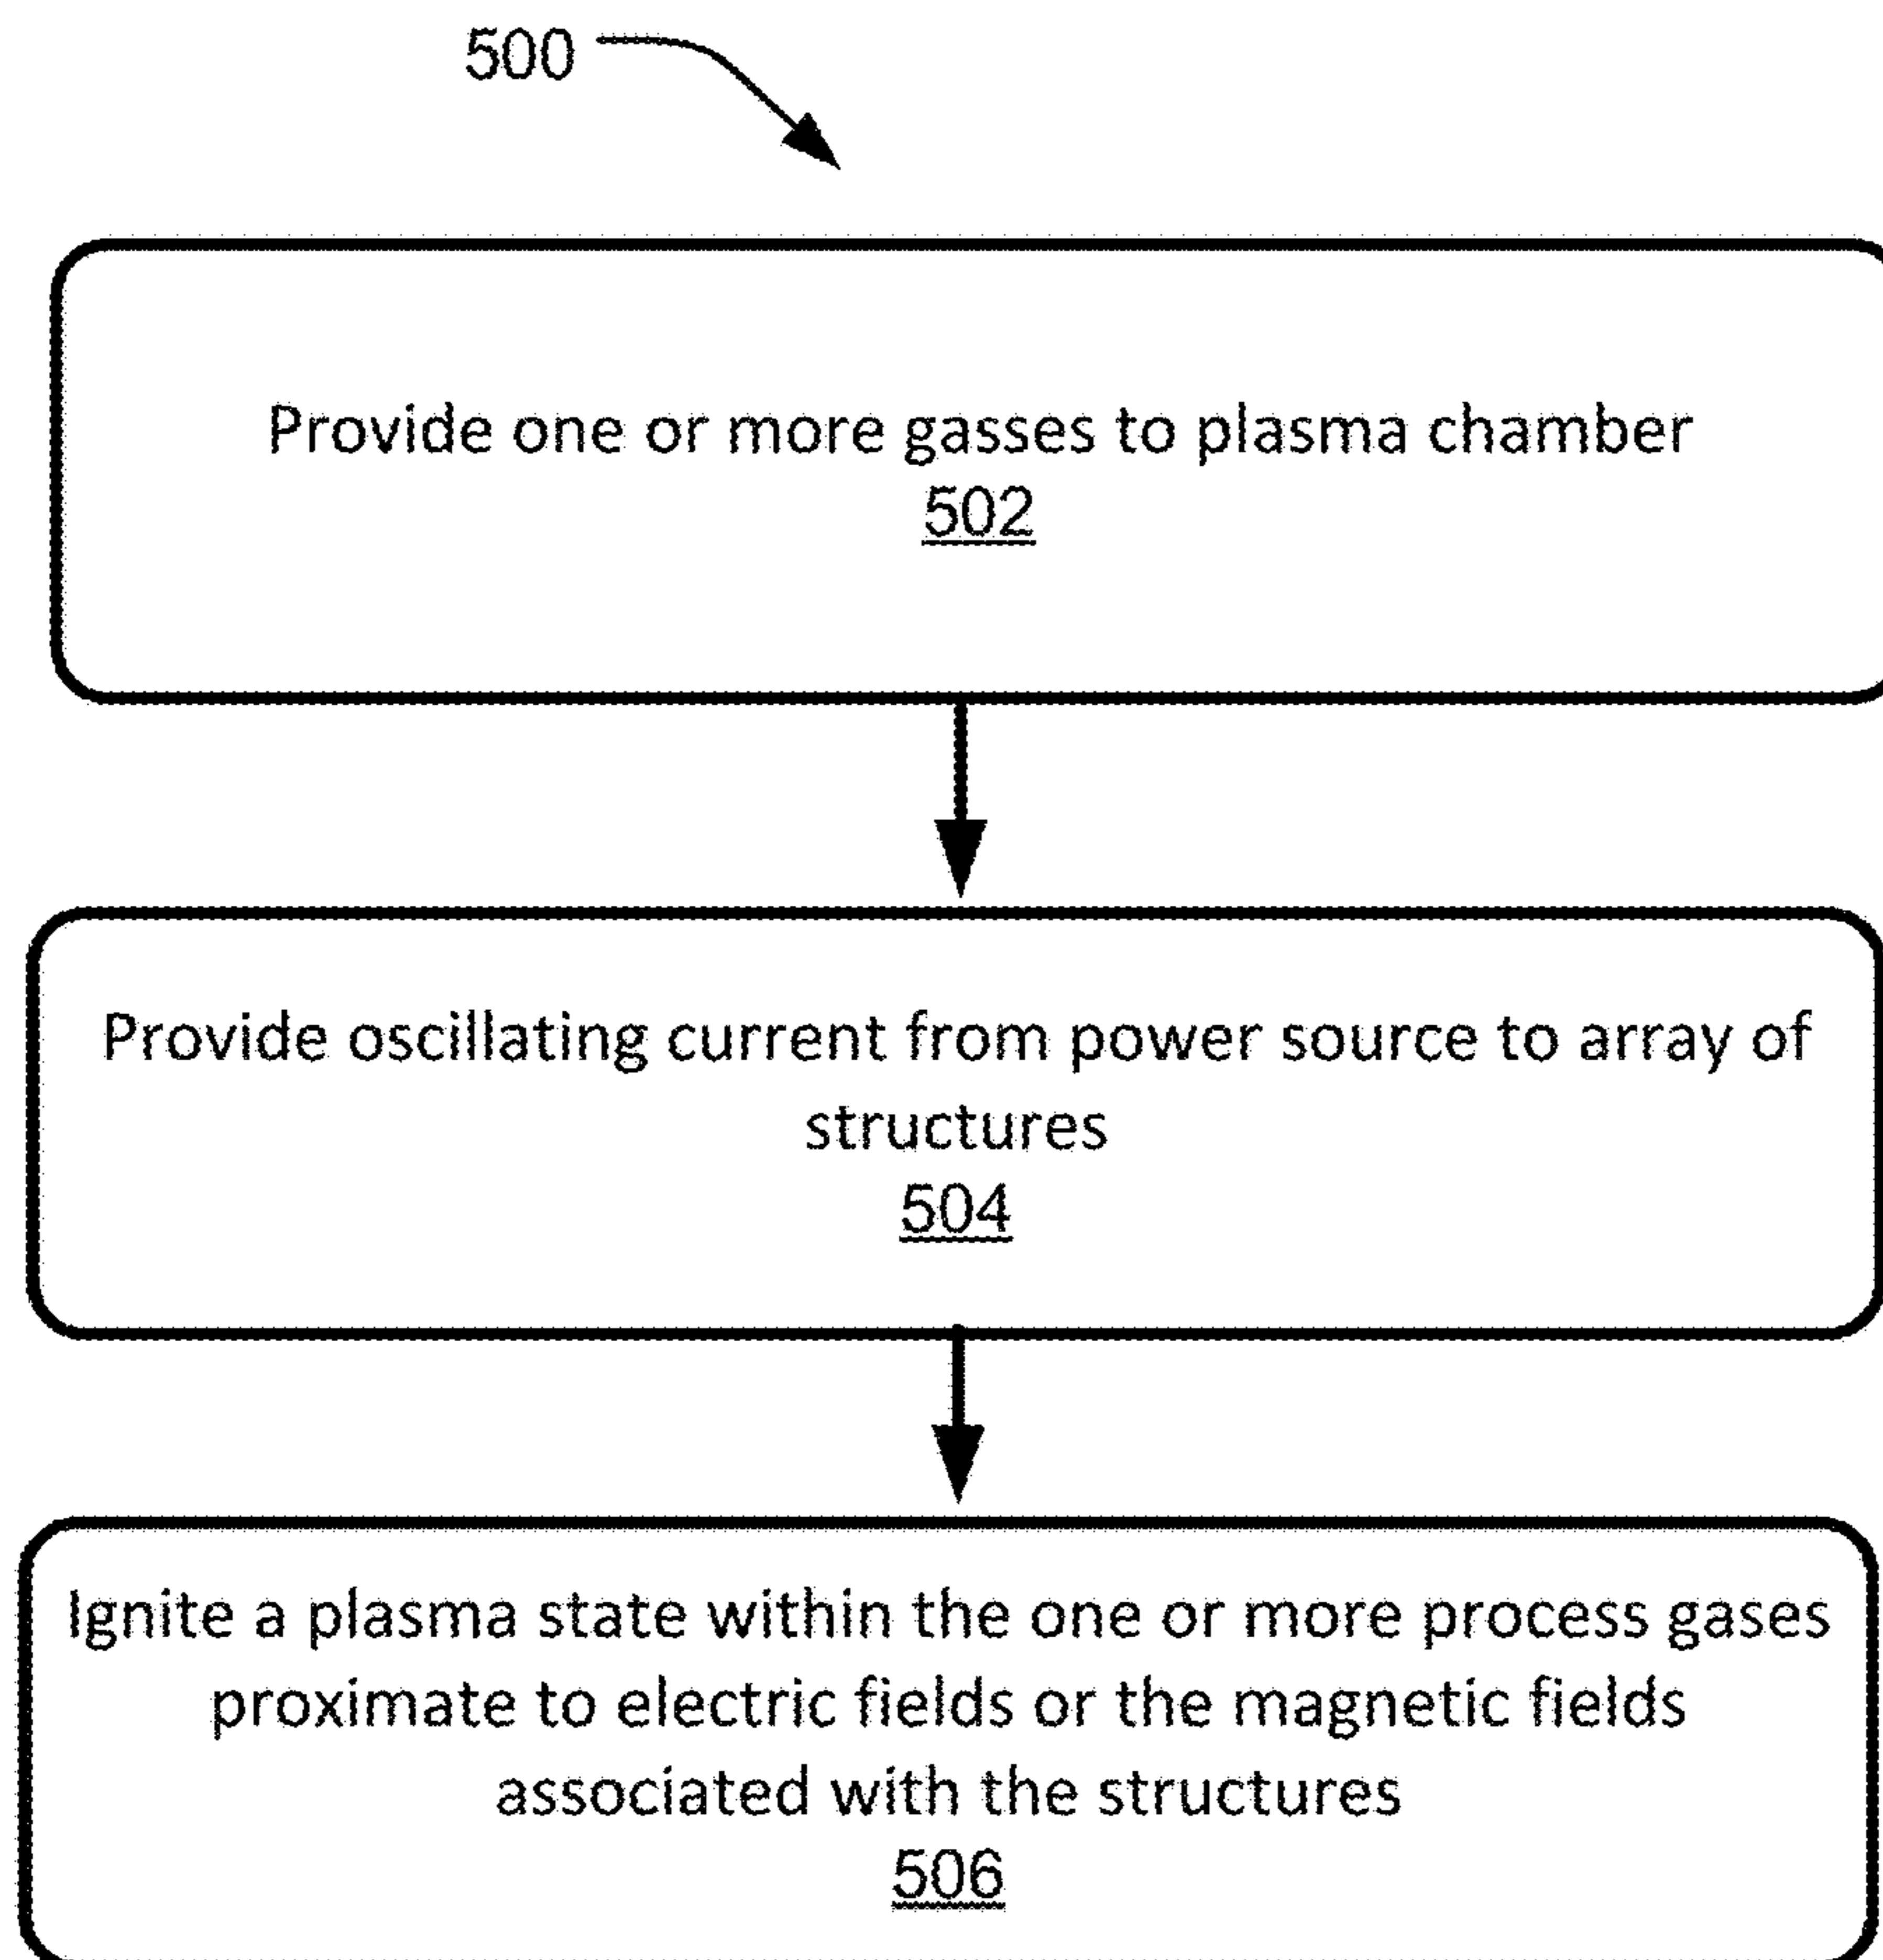 500
Provide one or more gasses to plasma chamber
502
Provide oscillating current from power source to array of
structures
504
Ignite a plasma state within the one or more process gases
proximate to electric fields or the magnetic fields
associated with the structures
506